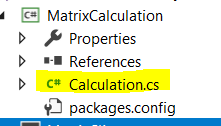 MatrixCalculation
Properties
References
C# Calculation.cs
packages.config